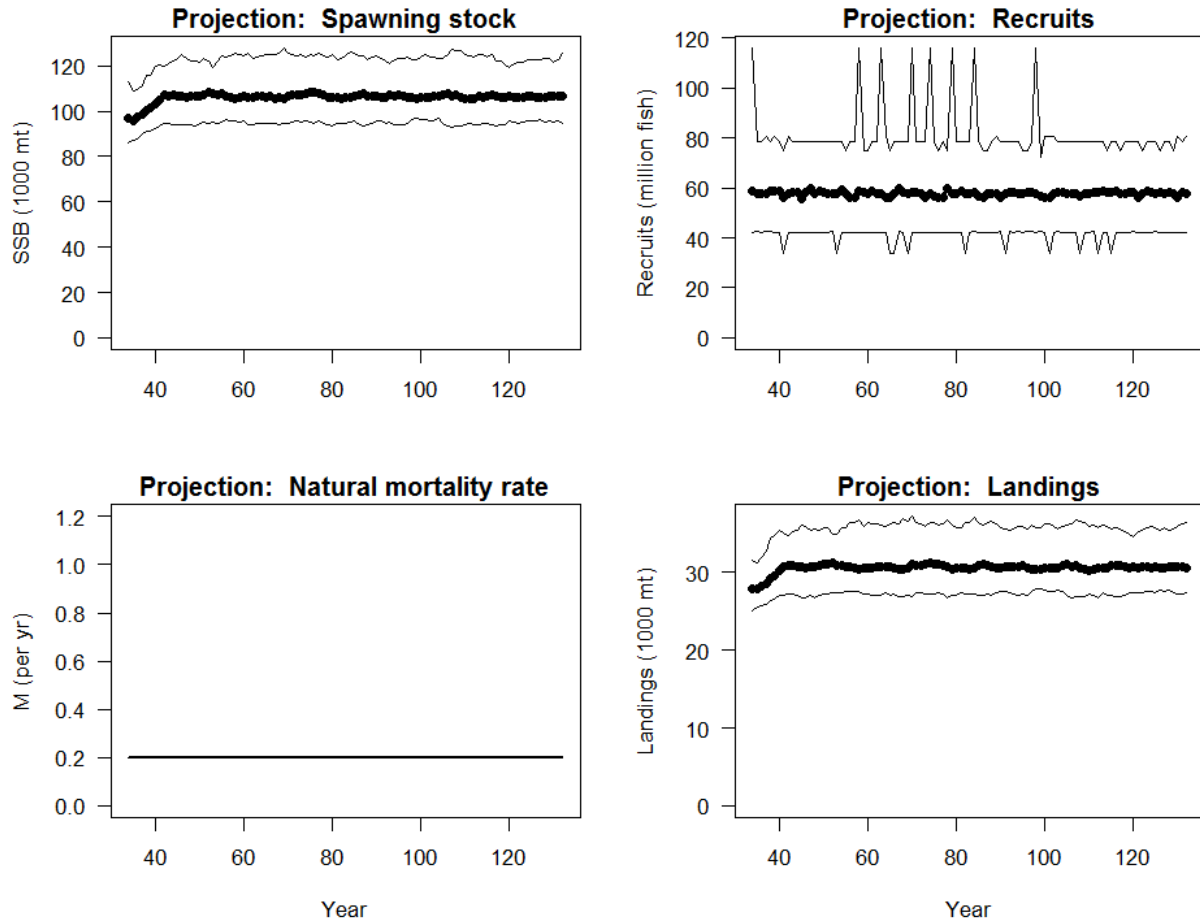 Projection:  Spawning stock
SSB (1000 mt)
120
100
80
60
40
20
0
40 60 80 100 120
Projection:  Recruits
Recruits (million fish)
120
100
80
60
40
20
0
40 60 80 100 120
Projection:  Natural mortality rate
M (per yr)
1.2
1.0
0.8
0.6
0.4
0.2
0.0
40 60 80 100 120
Year
Projection:  Landings
Landings (1000 mt)
30
20
10
0
40 60 80 100 120
Year